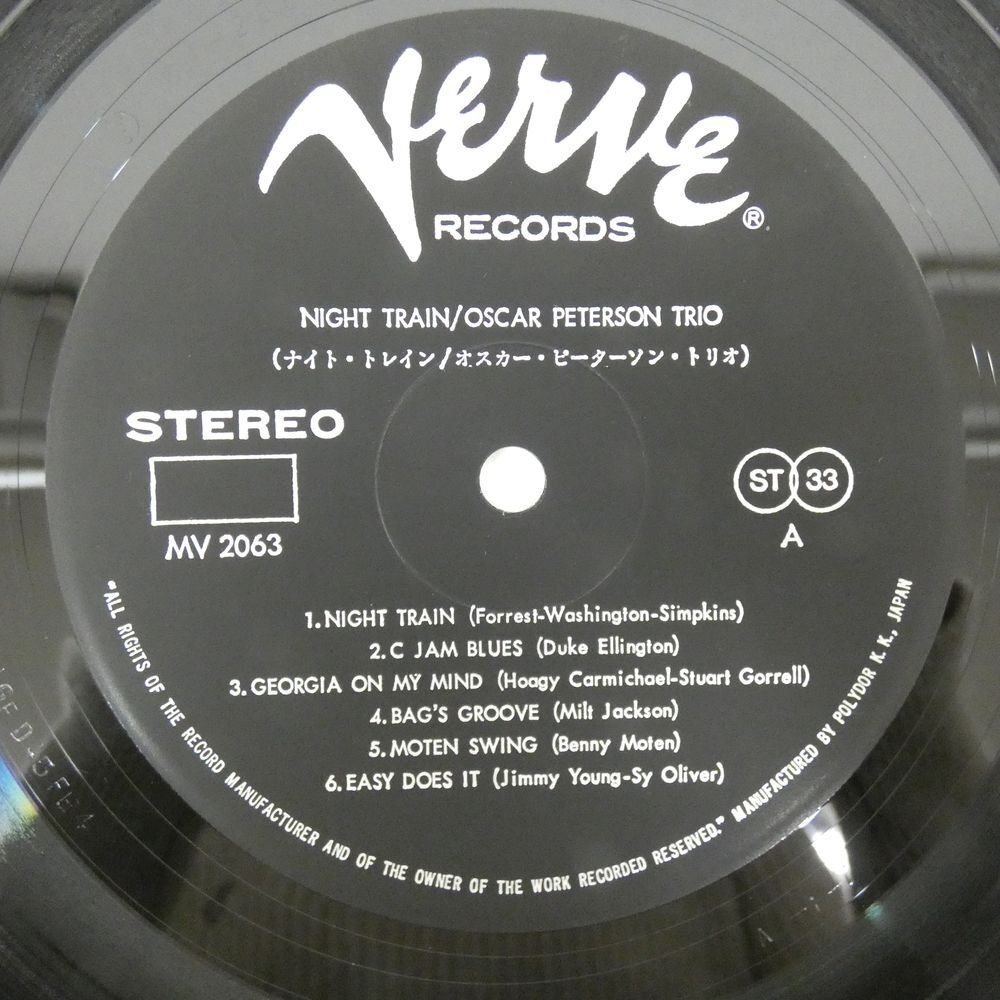 Verve
RECORDS ®
NIGHT TRAIN/OSCAR PETERSON TRIO
(ナイト・トレイン/オスカー・ピーターソン・トリオ)
STEREO
ST 33
MV 2063
A
1. NIGHT TRAIN (Forrest-Washington-Simpkins)
2. C JAM BLUES (Duke Ellington)
3. GEORGIA ON MY MIND (Hoagy Carmichael-Stuart Gorrell)
4. BAG'S GROOVE (Milt Jackson)
5. MOTEN SWING (Benny Moten)
6. EASY DOES IT (Jimmy Young-Sy Oliver)
"ALL RIGHTS OF THE RECORD MANUFACTURER AND OF THE OWNER OF THE WORK RECORDED RESERVED." MANUFACTURED BY POLYDOR K. K., JAPAN